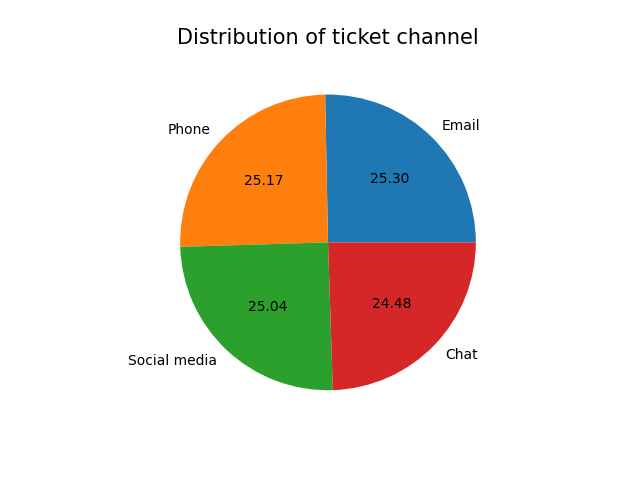 Distribution of ticket channel
Email
Phone
25.30
25.17
25.04
24.48
Social media
Chat